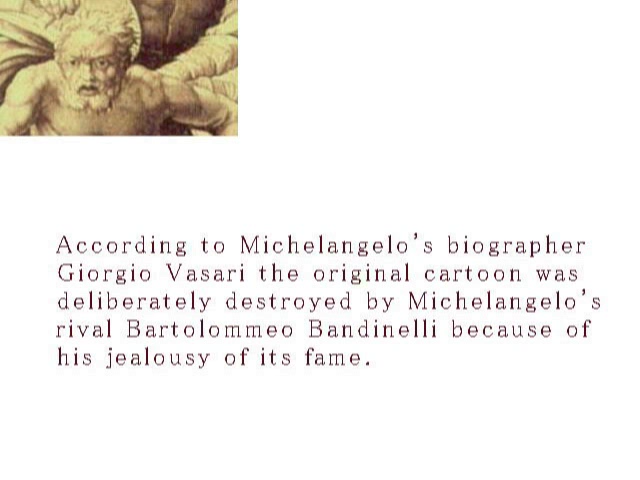 According to Michelangelo's biographer
Giorgio Vasari the original cartoon was
deliberately destroyed by Michelangelo's
rival Bartolommeo Bandinelli because of
his jealousy of its fame.